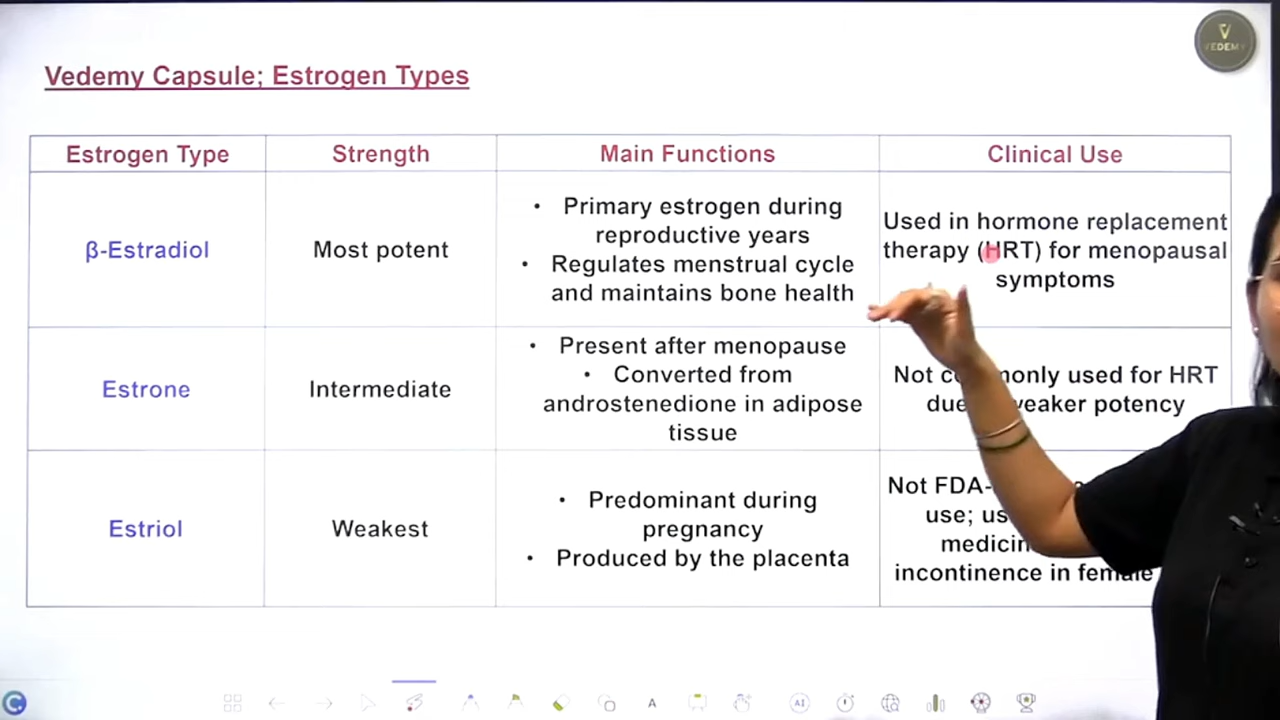 V
VEDEMY
Vedemy Capsule; Estrogen Types
Estrogen Type
Strength
Main Functions
Clinical Use
β-Estradiol
Most potent
• Primary estrogen during
reproductive years
• Regulates menstrual cycle
and maintains bone health
Used in hormone replacement
therapy (HRT) for menopausal
symptoms
Estrone
Intermediate
• Present after menopause
• Converted from
androstenedione in adipose
tissue
Not commonly used for HRT
due weaker potency
Estriol
Weakest
• Predominant during
pregnancy
• Produced by the placenta
Not FDA-
use;
incontinence in female
A
AI